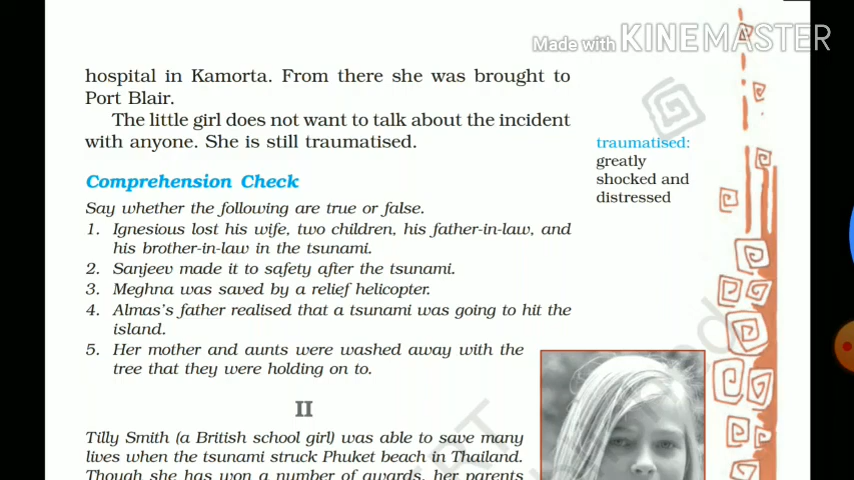 Made with KINEMASTER
hospital in Kamorta. From there she was brought to
Port Blair.
The little girl does not want to talk about the incident
with anyone. She is still traumatised.
traumatised:
greatly
shocked and
distressed
Comprehension Check
Say whether the following are true or false.
1. Ignesious lost his wife, two children, his father-in-law, and
his brother-in-law in the tsunami.
2. Sanjeev made it to safety after the tsunami.
3. Meghna was saved by a relief helicopter.
4. Almas's father realised that a tsunami was going to hit the
island.
5. Her mother and aunts were washed away with the
tree that they were holding on to.
II
Tilly Smith (a British school girl) was able to save many
lives when the tsunami struck Phuket beach in Thailand.
Though she has won a number of awards, her parents